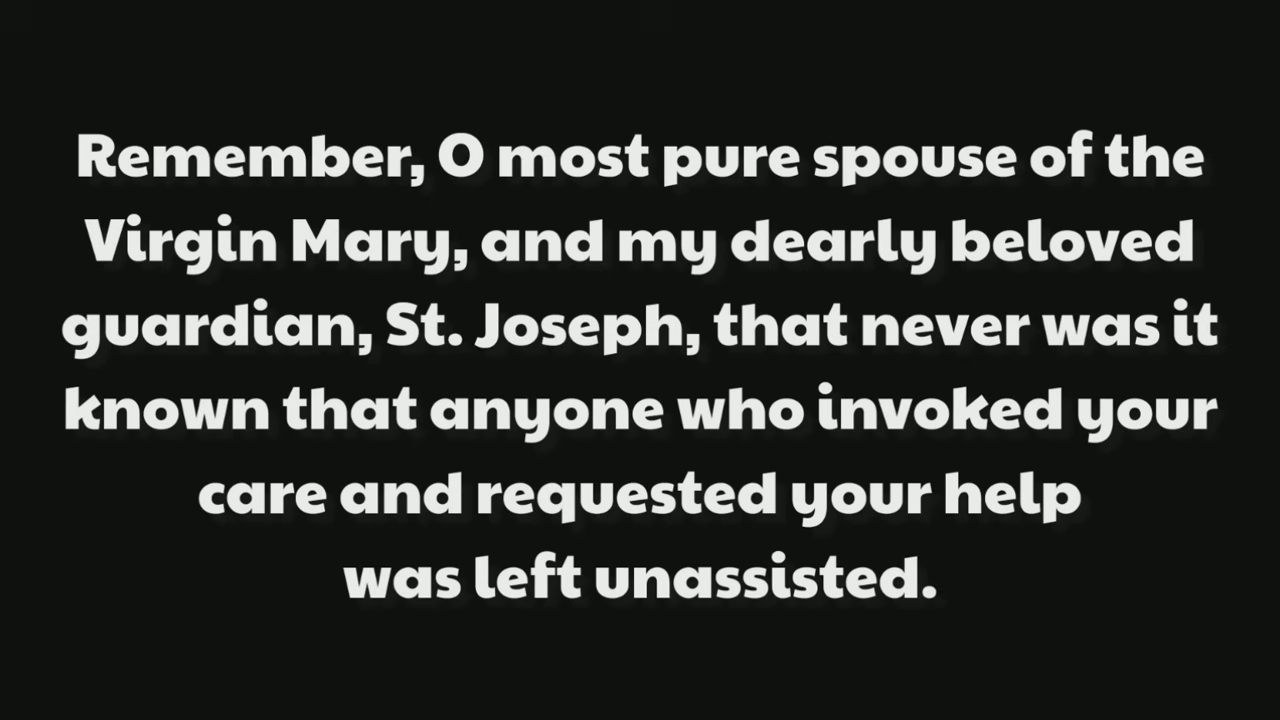 Remember, O most pure spouse of the
Virgin Mary, and my dearly beloved
guardian, St. Joseph, that never was it
known that anyone who invoked your
care and requested your help
was left unassisted.